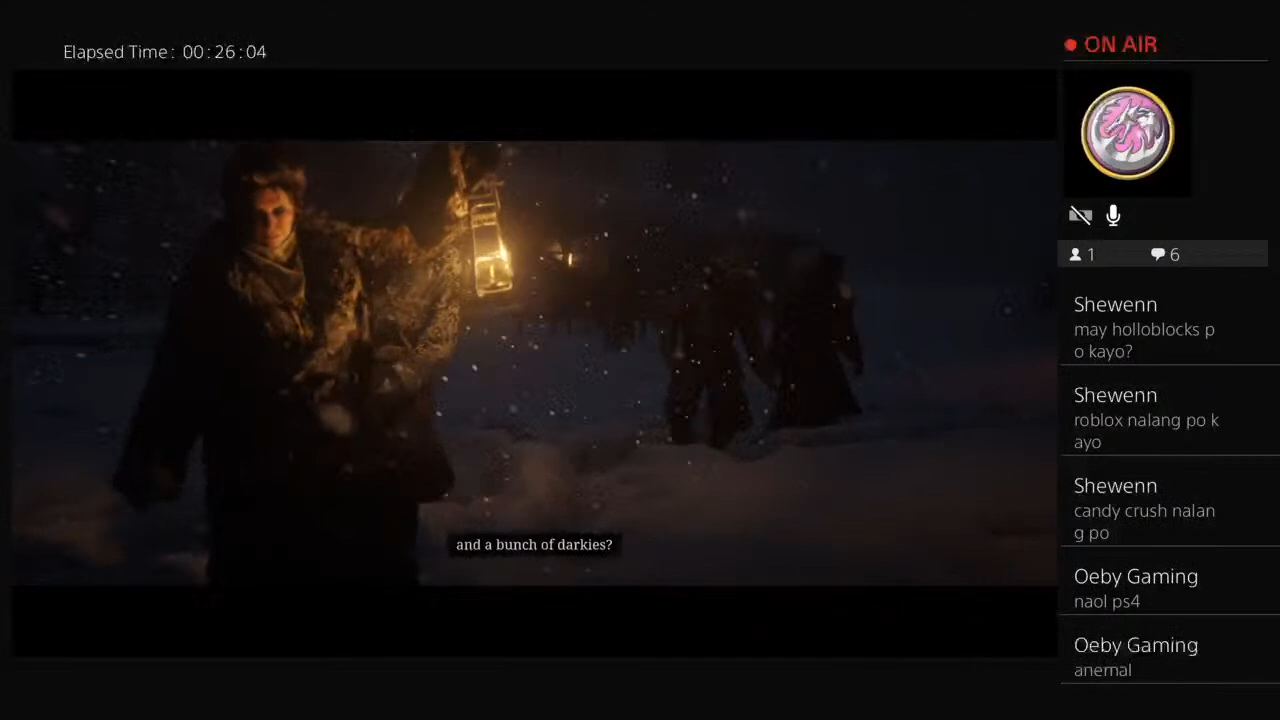 Elapsed Time: 00:26:04
ON AIR
1
6
Shewenn
may holloblocks p
o kayo?
Shewenn
roblox nalang po k
ayo
Shewenn
candy crush nalan
g po
Oeby Gaming
naol ps4
Oeby Gaming
anemal
and a bunch of darkies?